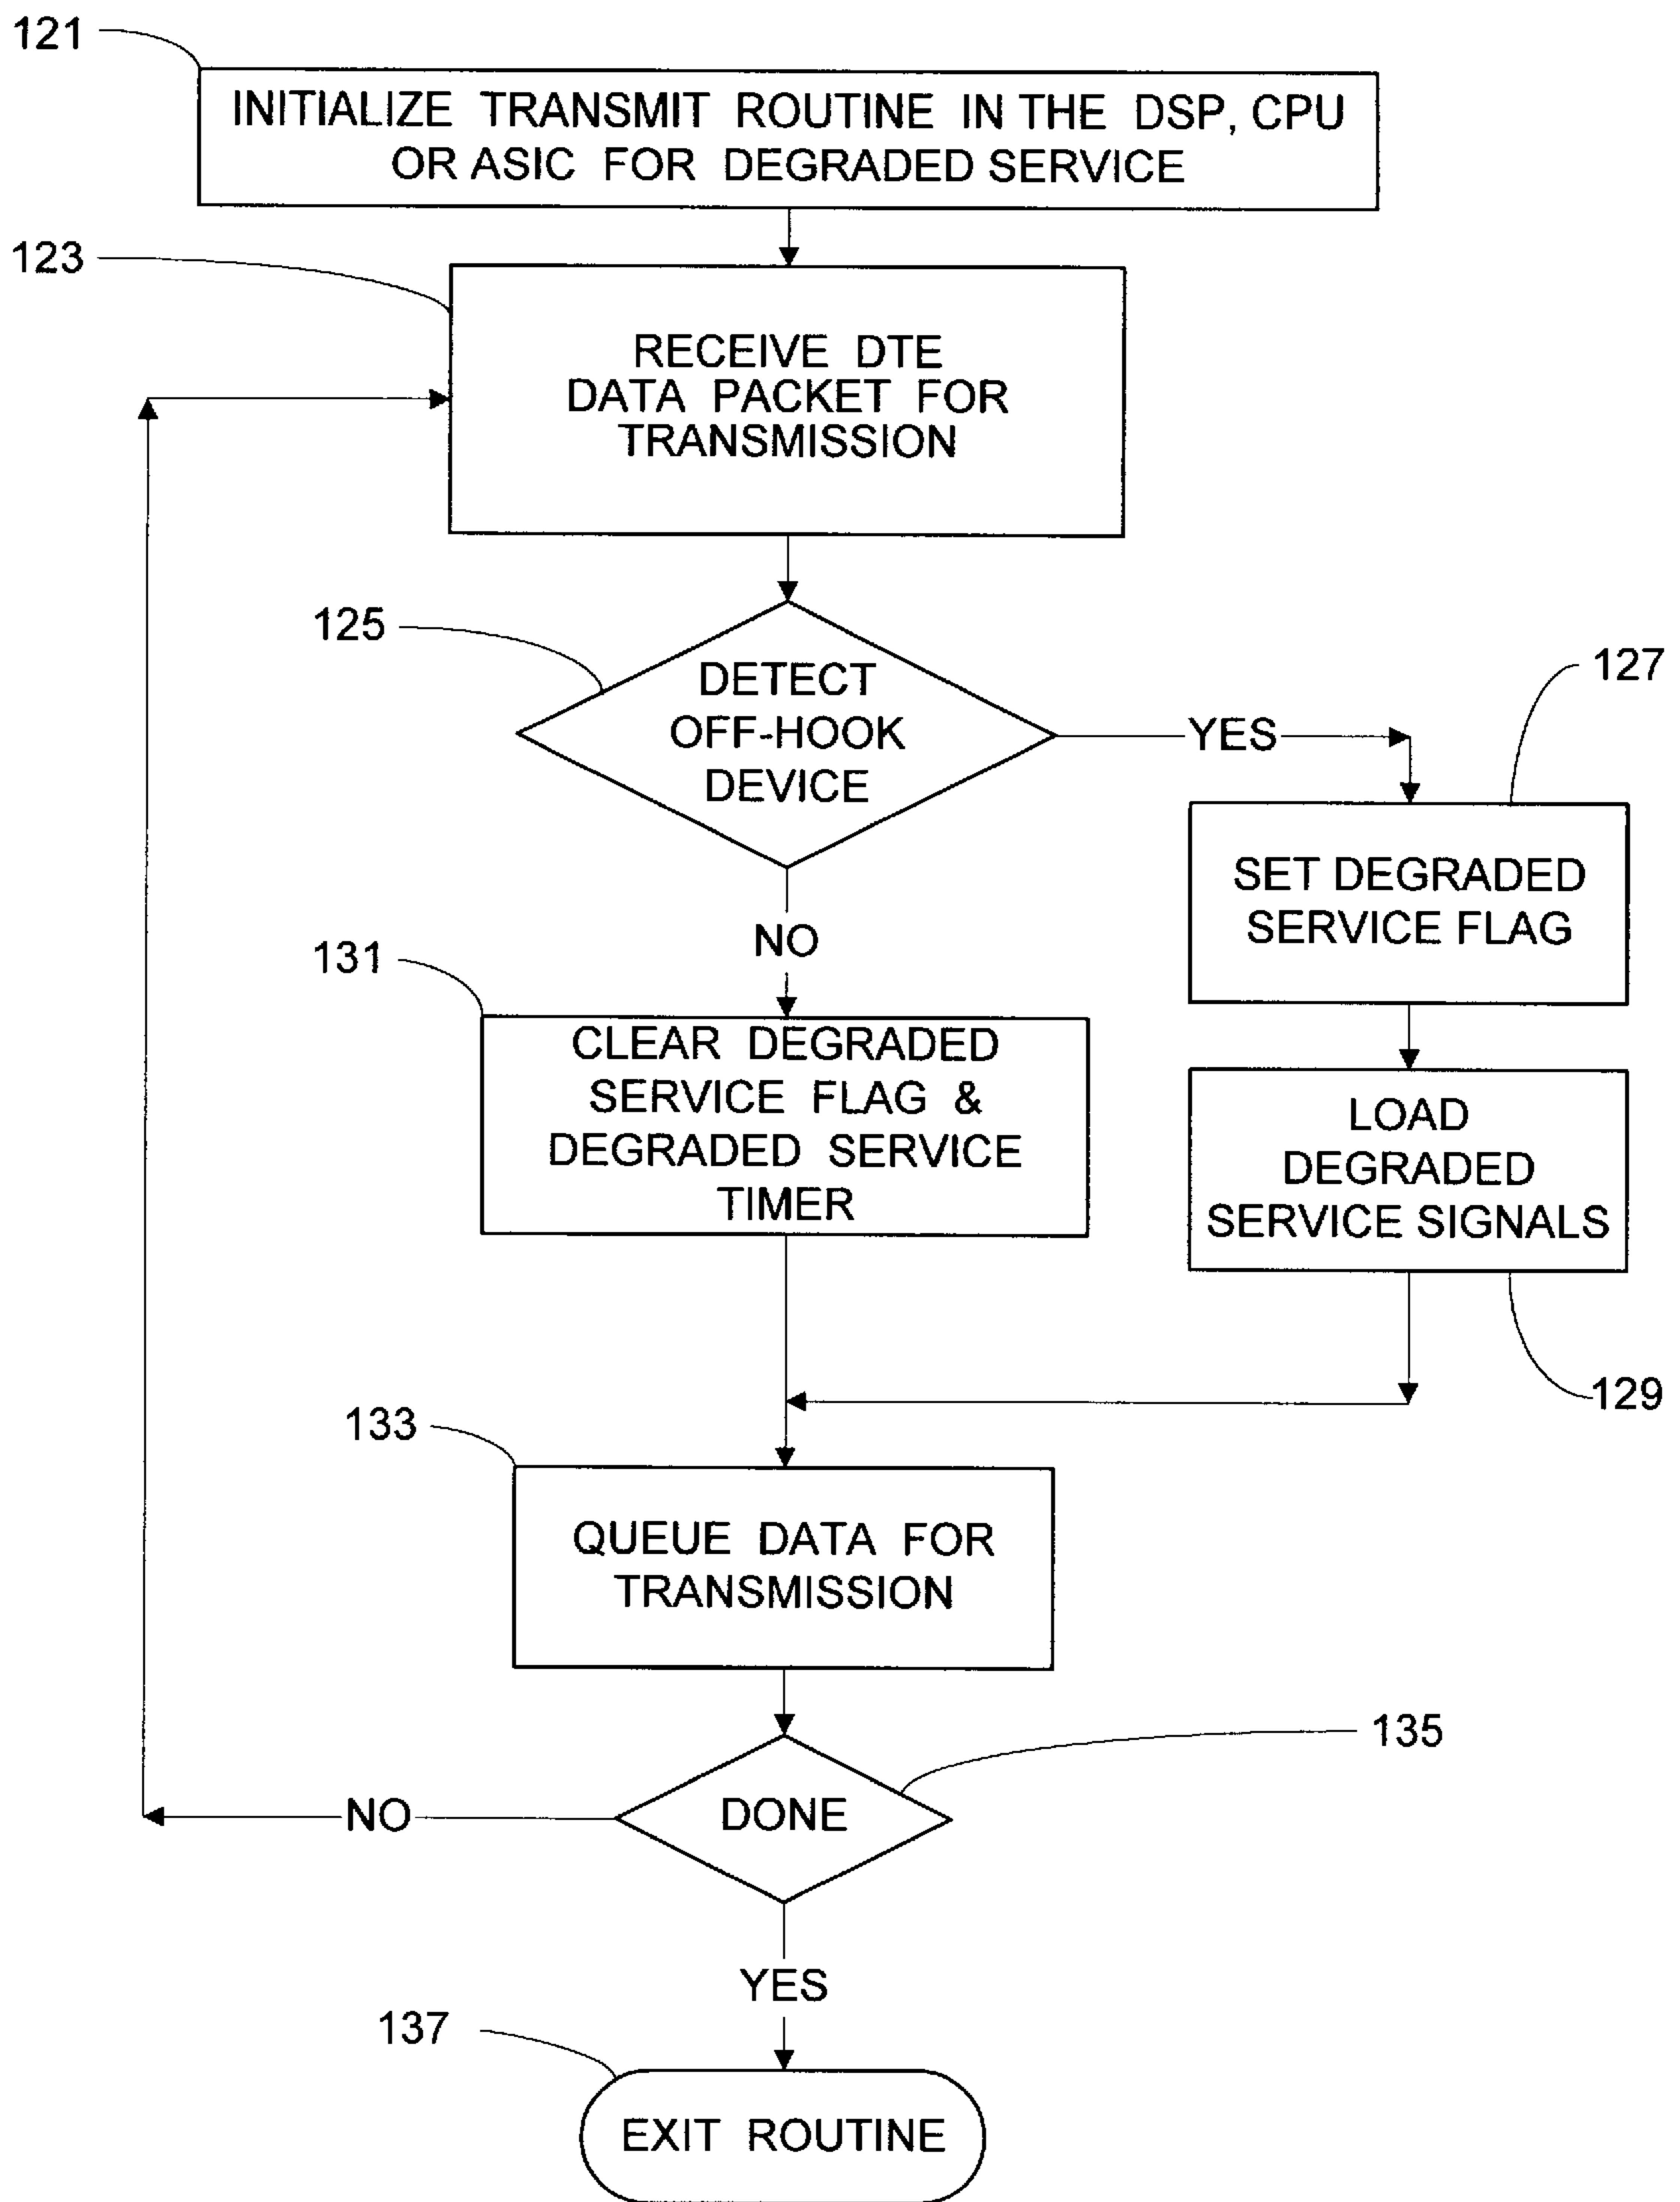 121
INITIALIZE TRANSMIT ROUTINE IN THE DSP, CPU
OR ASIC FOR DEGRADED SERVICE
123
RECEIVE DTE
DATA PACKET FOR
TRANSMISSION
125
DETECT
OFF-HOOK
DEVICE
YES
127
SET DEGRADED
SERVICE FLAG
NO
131
CLEAR DEGRADED
SERVICE FLAG &
DEGRADED SERVICE
TIMER
LOAD
DEGRADED
SERVICE SIGNALS
129
133
QUEUE DATA FOR
TRANSMISSION
135
DONE
NO
YES
137
EXIT ROUTINE